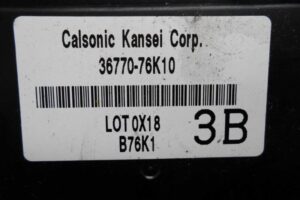 Calsonic Kansei Corp.
36770-76K10
LOT 0X18
3B
B76K1